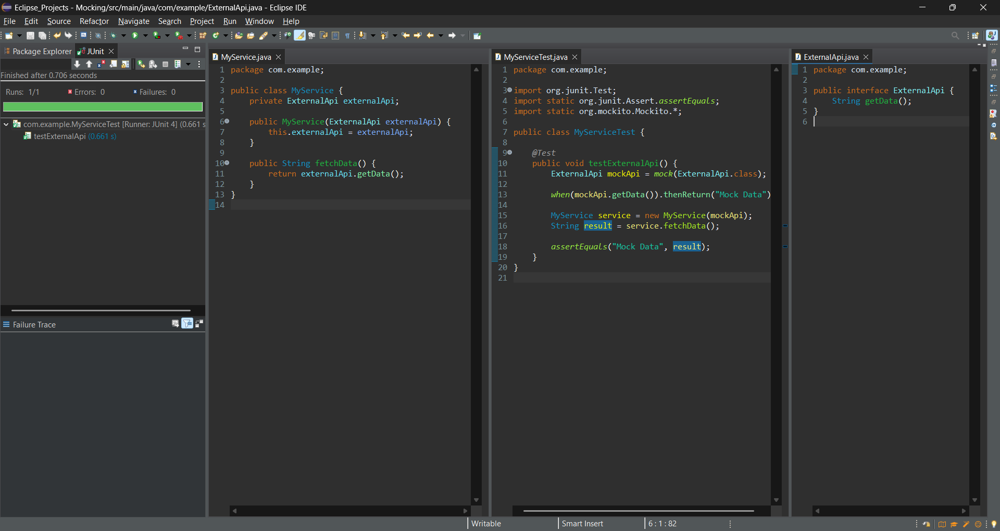 Eclipse_Projects - Mocking/src/main/java/com/example/ExternalApi.java - Eclipse IDE
File Edit Source Refactor Navigate Search Project Run Window Help
Package Explorer JUnit
Finished after 0.706 seconds
Runs: 1/1 Errors: 0 Failures: 0
com.example.MyServiceTest [Runner: JUnit 4] (0.661 s
testExternalApi (0.661 s)
Failure Trace
MyService.java
1 package com.example;
2
3 public class MyService {
4     private ExternalApi externalApi;
5
6     public MyService(ExternalApi externalApi) {
7         this.externalApi = externalApi;
8     }
9
10     public String fetchData() {
11         return externalApi.getData();
12     }
13 }
14
MyServiceTest.java
1 package com.example;
2
3 import org.junit.Test;
4 import static org.junit.Assert.assertEquals;
5 import static org.mockito.Mockito.*;
6
7 public class MyServiceTest {
8
9     @Test
10     public void testExternalApi() {
11         ExternalApi mockApi = mock(ExternalApi.class);
12
13         when(mockApi.getData()).thenReturn("Mock Data")
14
15         MyService service = new MyService(mockApi);
16         String result = service.fetchData();
17
18         assertEquals("Mock Data", result);
19     }
20 }
21
ExternalApi.java
1 package com.example;
2
3 public interface ExternalApi {
4     String getData();
5 }
6
Writable Smart Insert 6 : 1 : 82